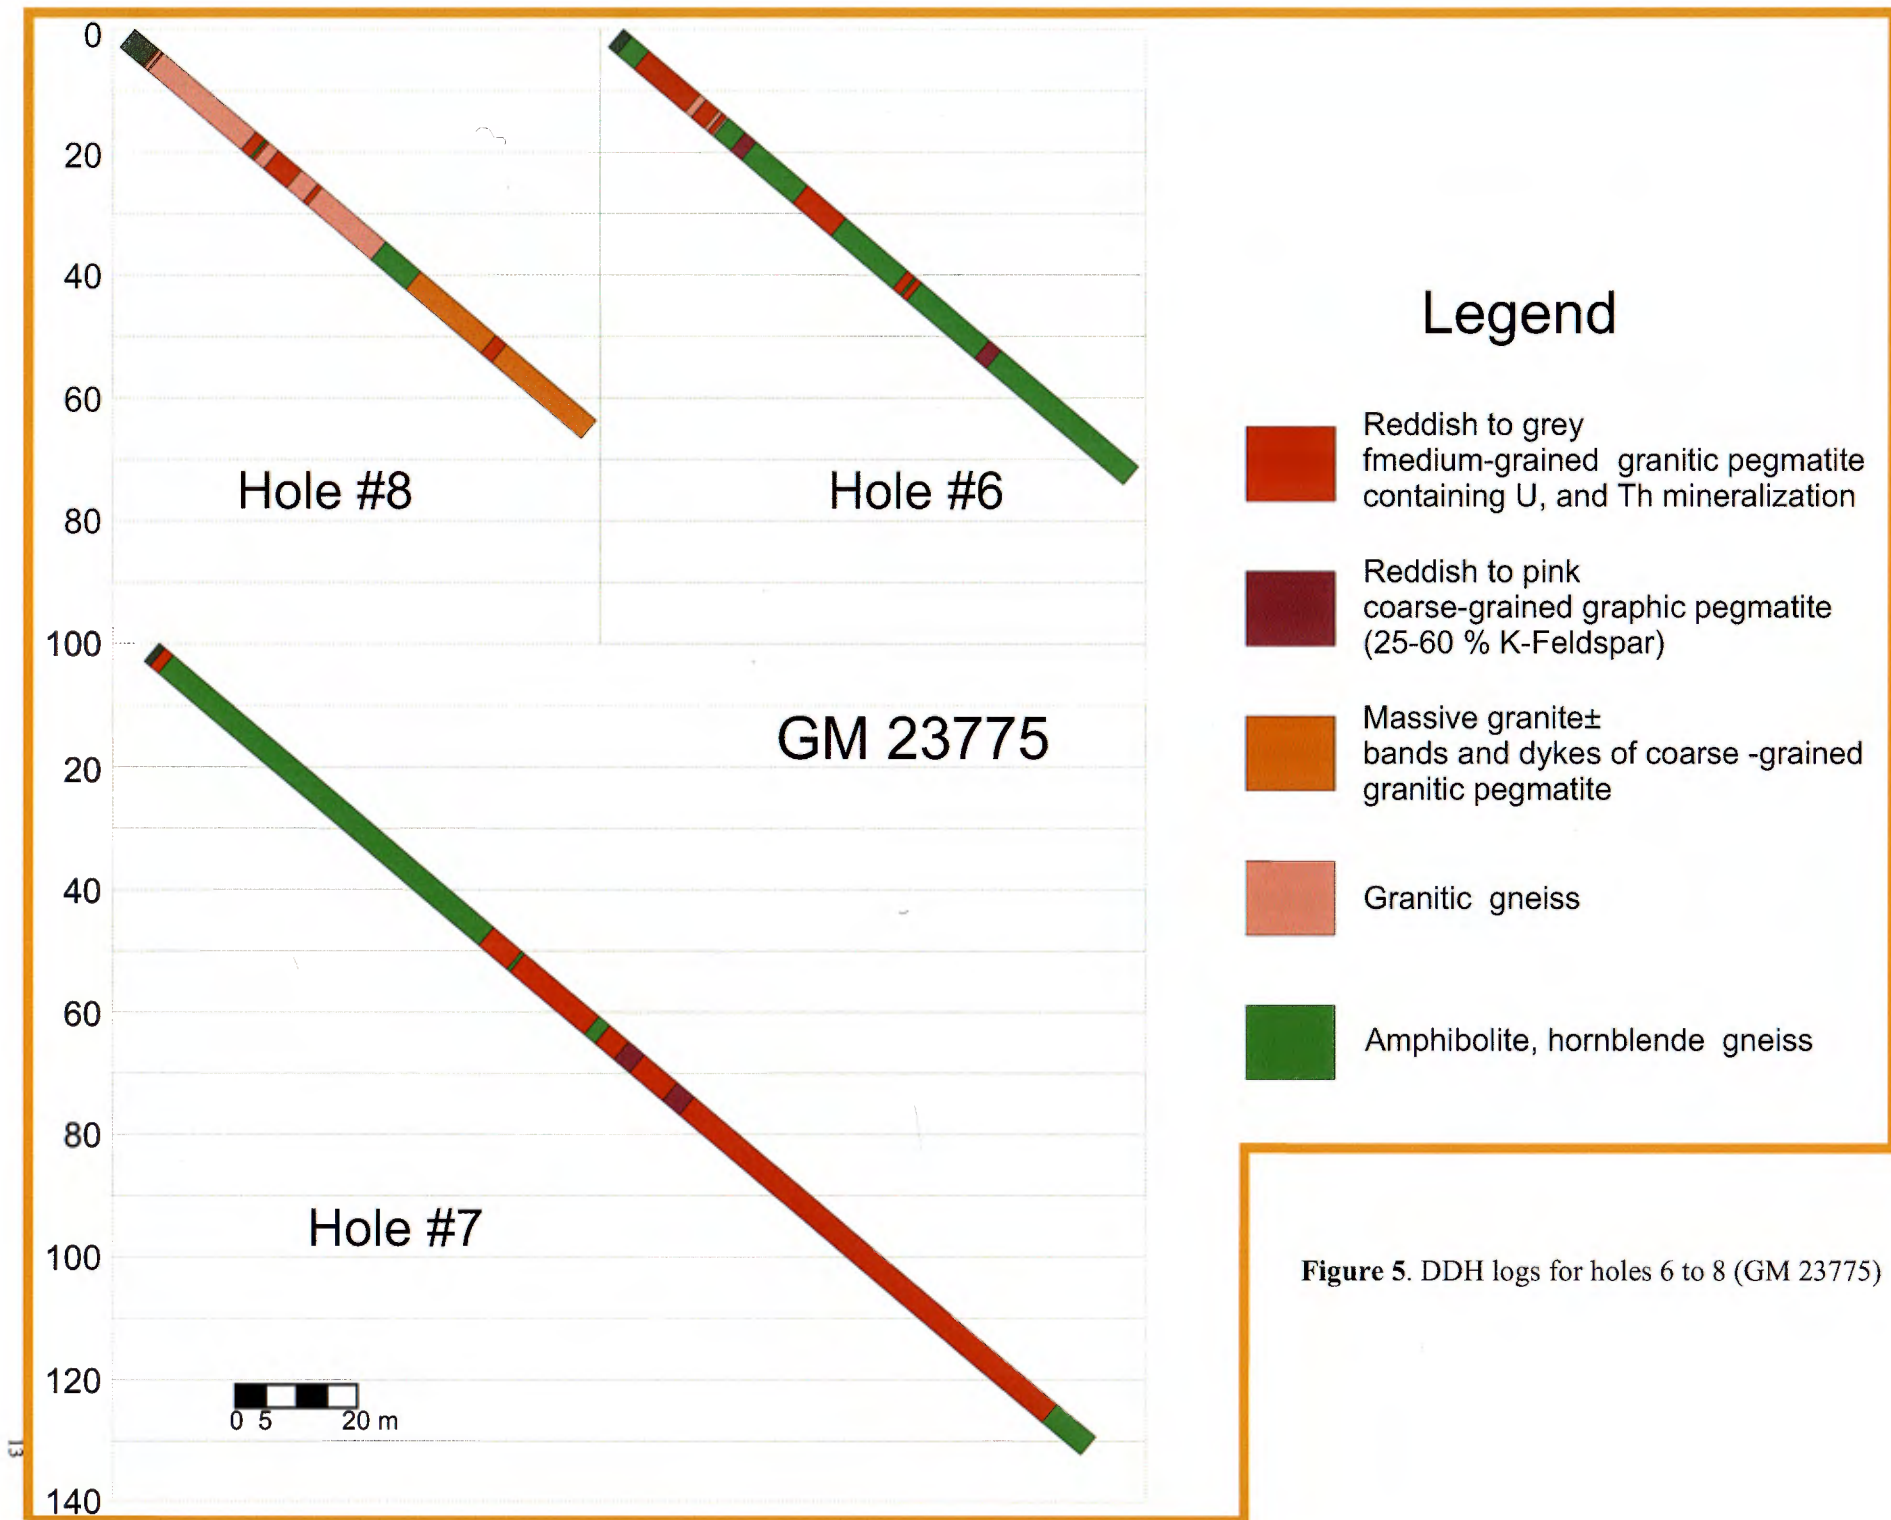 0
20
40
60
80
100
Hole #8
Hole #6
GM 23775
20
40
60
80
100
120
140
Hole #7
0 5 20 m
Legend
Reddish to grey
fmedium-grained granitic pegmatite
containing U, and Th mineralization
Reddish to pink
coarse-grained graphic pegmatite
(25-60 % K-Feldspar)
Massive granite±
bands and dykes of coarse -grained
granitic pegmatite
Granitic gneiss
Amphibolite, hornblende gneiss
Figure 5. DDH logs for holes 6 to 8 (GM 23775)
13